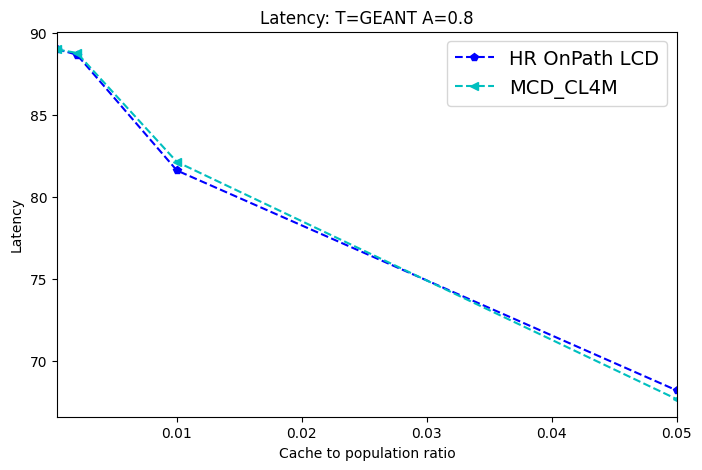 Latency: T=GEANT A=0.8
HR OnPath LCD
MCD_CL4M
Latency
90
85
80
75
70
0.01 0.02 0.03 0.04 0.05
Cache to population ratio